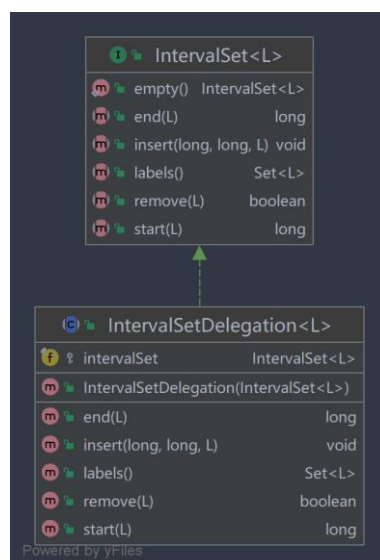 IntervalSet<L>
empty() IntervalSet<L>
end(L) long
insert(long, long, L) void
labels() Set<L>
remove(L) boolean
start(L) long
IntervalSetDelegation<L>
intervalSet IntervalSet<L>
IntervalSetDelegation(IntervalSet<L>)
end(L) long
insert(long, long, L) void
labels() Set<L>
remove(L) boolean
start(L) long
Powered by yFiles